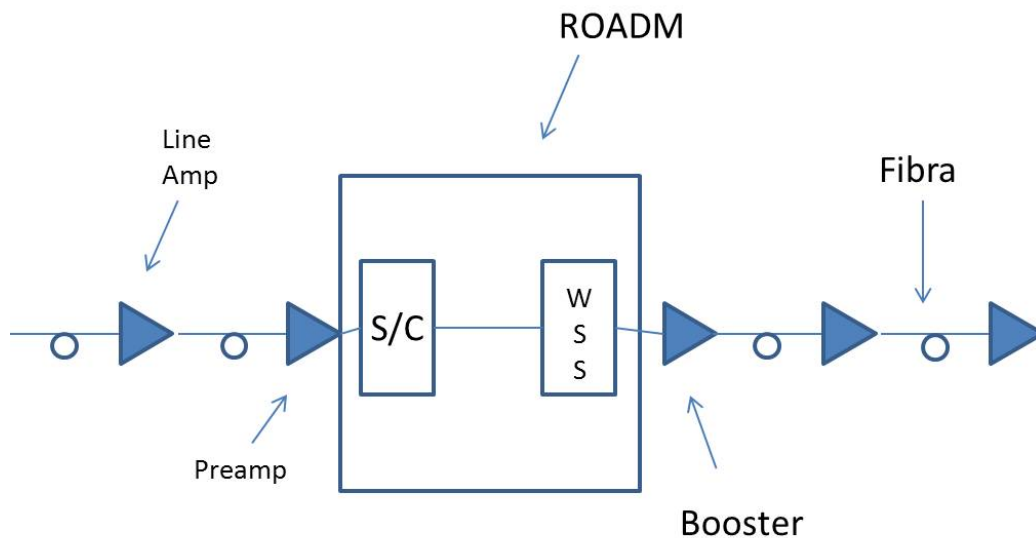 ROADM
Line
Amp
Fibra
S/C
W
S
S
Preamp
Booster